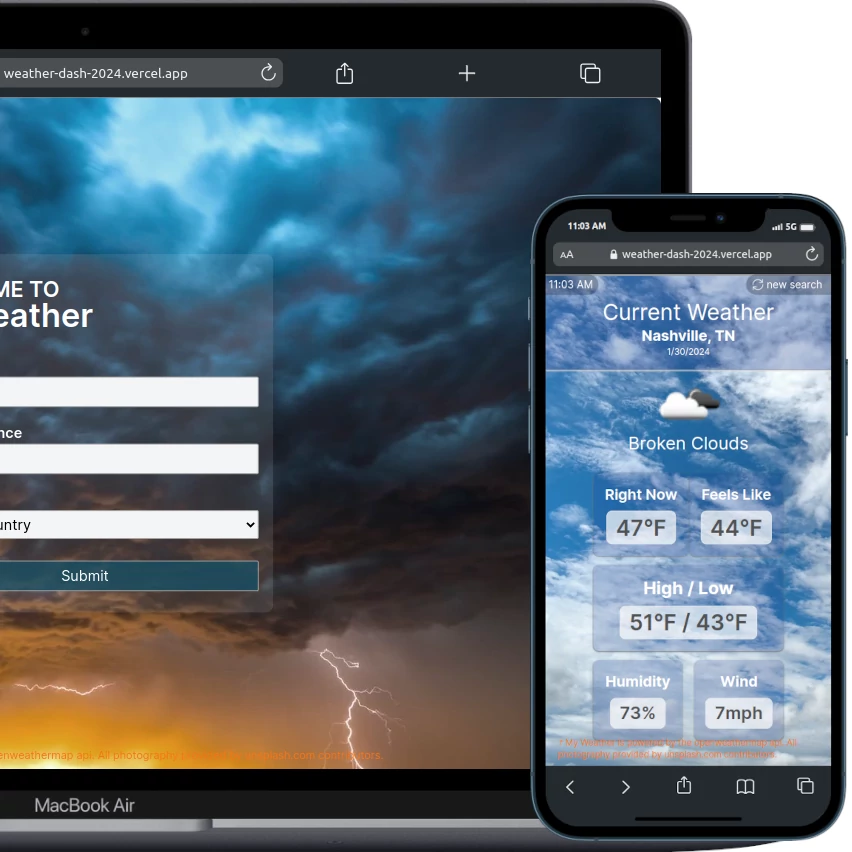 weather-dash-2024.vercel.app
ME TO
eather
nce
untry
Submit
enweathermap api. All photography provided by unsplash.com contributors.
MacBook Air
11:03 AM
5G
AA
weather-dash-2024.vercel.app
11:03 AM
new search
Current Weather
Nashville, TN
1/30/2024
Broken Clouds
Right Now Feels Like
47°F 44°F
High / Low
51°F / 43°F
Humidity Wind
73% 7mph
* My Weather is powered by the openweathermap api. All
photography provided by unsplash.com contributors.